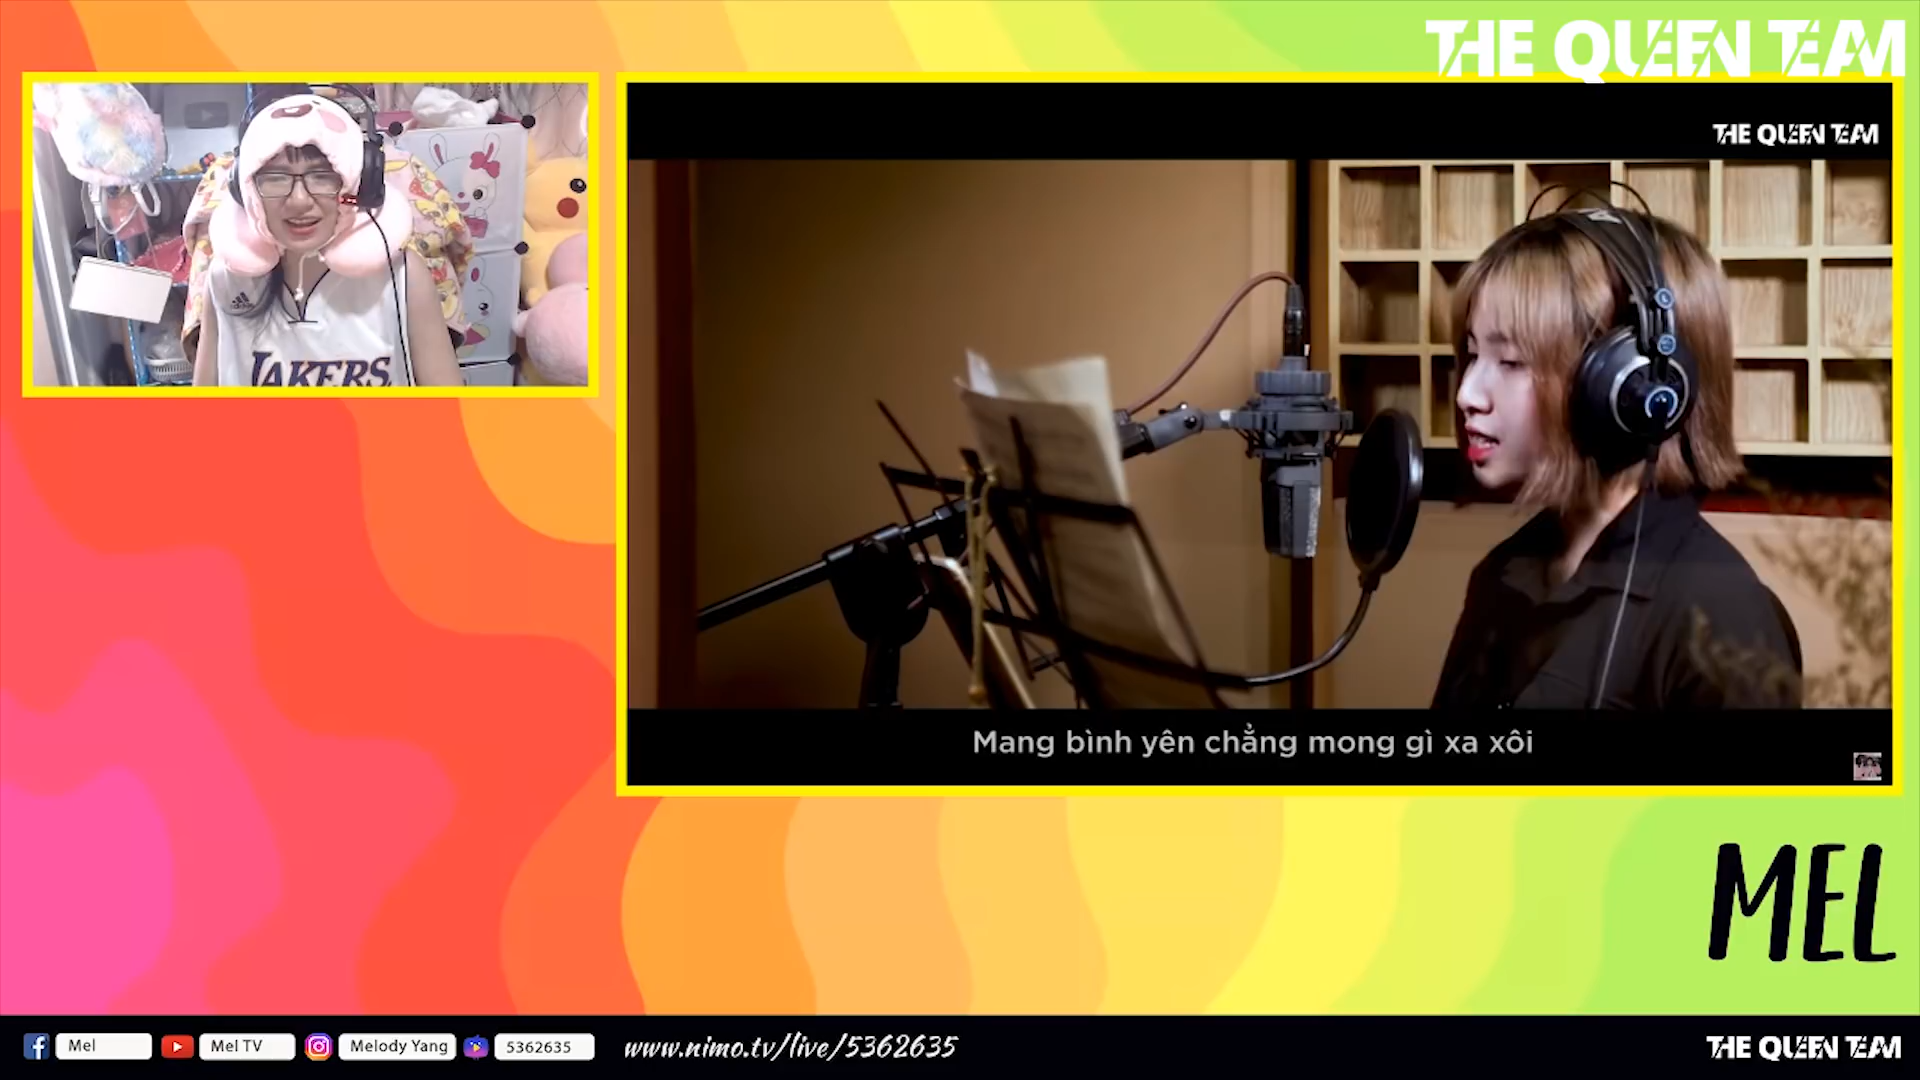 THE QUEEN TEAM
THE QUEEN TEAM
LAKERS
Mang bình yên chẳng mong gì xa xôi
MEL
Mel
Mel TV
Melody Yang
5362635
www.nimo.tv/live/5362635
THE QUEEN TEAM